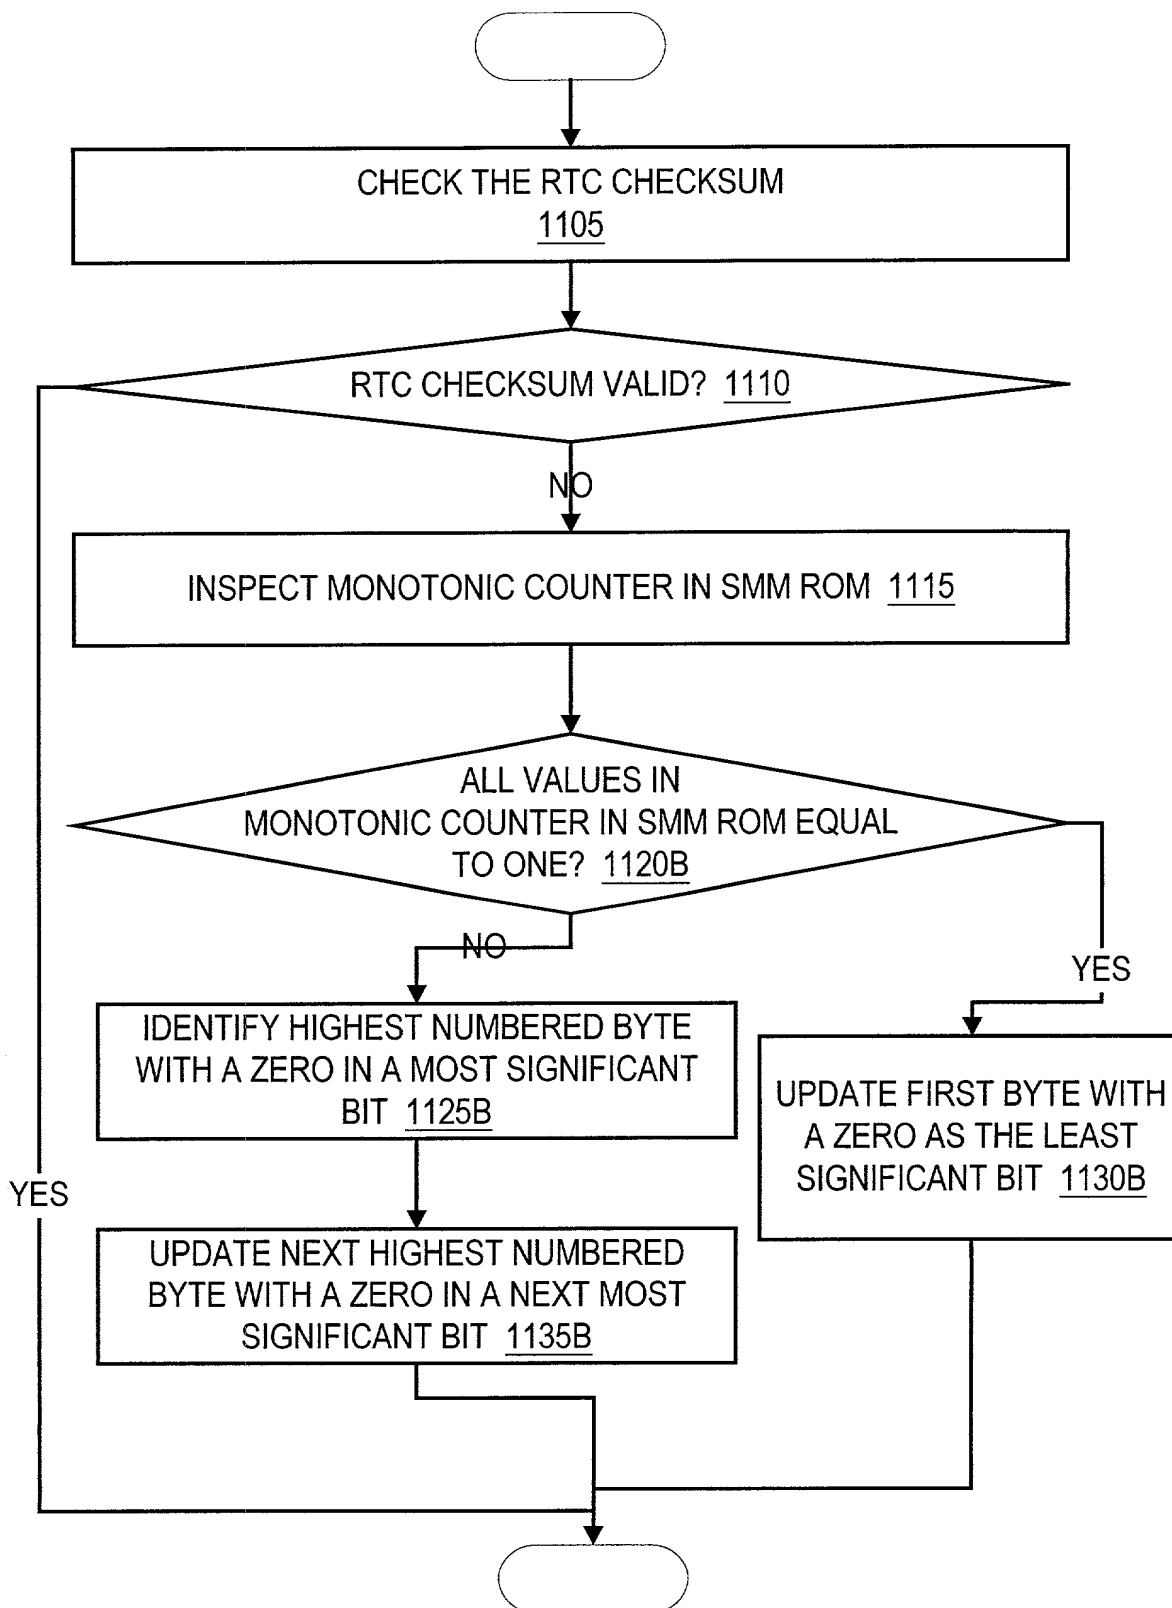 CHECK THE RTC CHECKSUM
1105
RTC CHECKSUM VALID? 1110
NO
INSPECT MONOTONIC COUNTER IN SMM ROM 1115
ALL VALUES IN
MONOTONIC COUNTER IN SMM ROM EQUAL
TO ONE? 1120B
NO
YES
IDENTIFY HIGHEST NUMBERED BYTE
WITH A ZERO IN A MOST SIGNIFICANT
BIT 1125B
UPDATE FIRST BYTE WITH
A ZERO AS THE LEAST
SIGNIFICANT BIT 1130B
YES
UPDATE NEXT HIGHEST NUMBERED
BYTE WITH A ZERO IN A NEXT MOST
SIGNIFICANT BIT 1135B